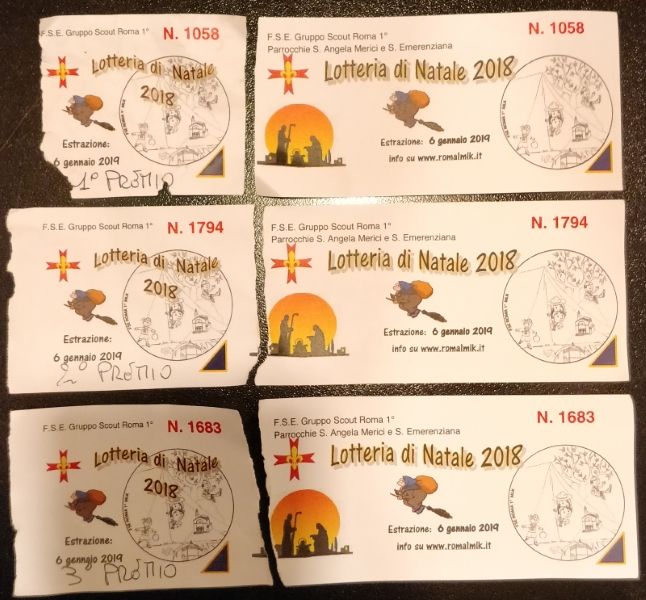 F.S.E. Gruppo Scout Roma 1°
N. 1058
Lotteria di Natale
2018
Estrazione:
6 gennaio 2019
1° PREMIO
F.S.E. Gruppo Scout Roma 1°
N. 1058
Parrocchie S. Angela Merici e S. Emerenziana
Lotteria di Natale 2018
Estrazione: 6 gennaio 2019
info su www.romalmik.it
F.S.E. Gruppo Scout Roma 1°
N. 1794
Lotteria di Natale
2018
Estrazione:
6 gennaio 2019
2° PREMIO
F.S.E. Gruppo Scout Roma 1°
N. 1794
Parrocchie S. Angela Merici e S. Emerenziana
Lotteria di Natale 2018
Estrazione: 6 gennaio 2019
info su www.romalmik.it
F.S.E. Gruppo Scout Roma 1°
N. 1683
Lotteria di Natale
2018
Estrazione:
6 gennaio 2019
3 PREMIO
F.S.E. Gruppo Scout Roma 1°
N. 1683
Parrocchie S. Angela Merici e S. Emerenziana
Lotteria di Natale 2018
Estrazione: 6 gennaio 2019
info su www.romalmik.it